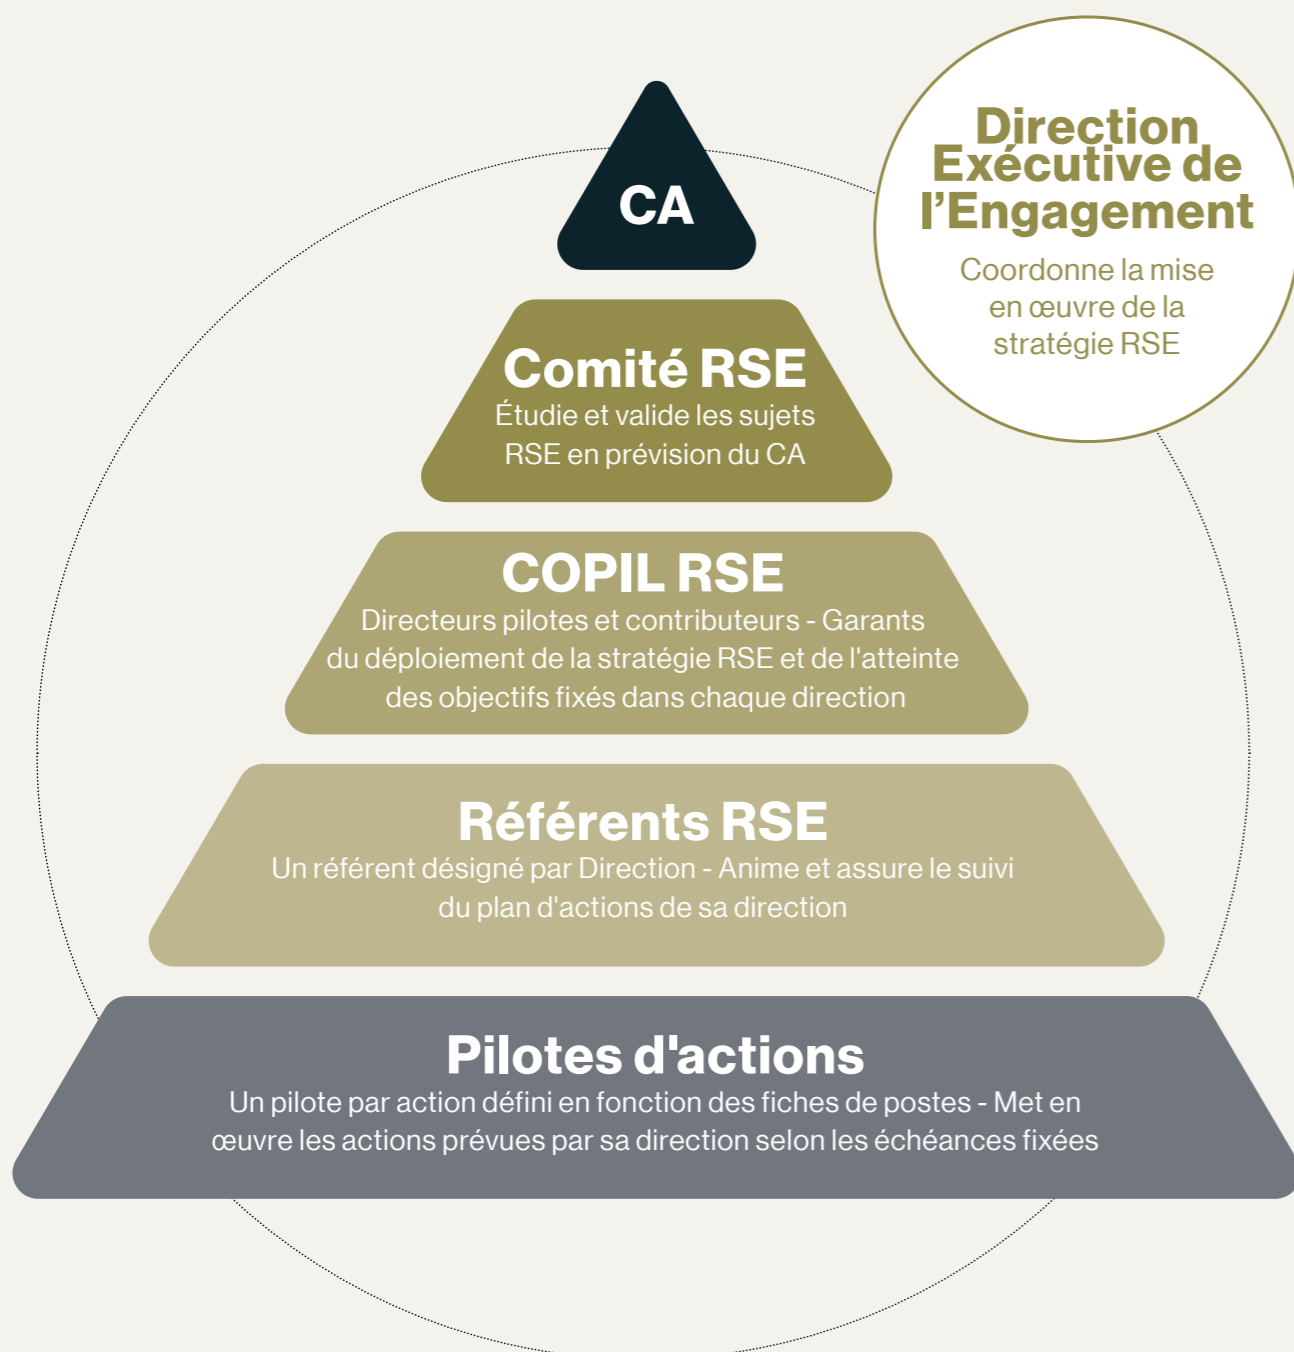 CA
Direction
Exécutive de
l’Engagement
Coordonne la mise
en œuvre de la
stratégie RSE
Comité RSE
Étudie et valide les sujets
RSE en prévision du CA
COPIL RSE
Directeurs pilotes et contributeurs - Garants
du déploiement de la stratégie RSE et de l'atteinte
des objectifs fixés dans chaque direction
Référents RSE
Un référent désigné par Direction - Anime et assure le suivi
du plan d'actions de sa direction
Pilotes d'actions
Un pilote par action défini en fonction des fiches de postes - Met en
œuvre les actions prévues par sa direction selon les échéances fixées